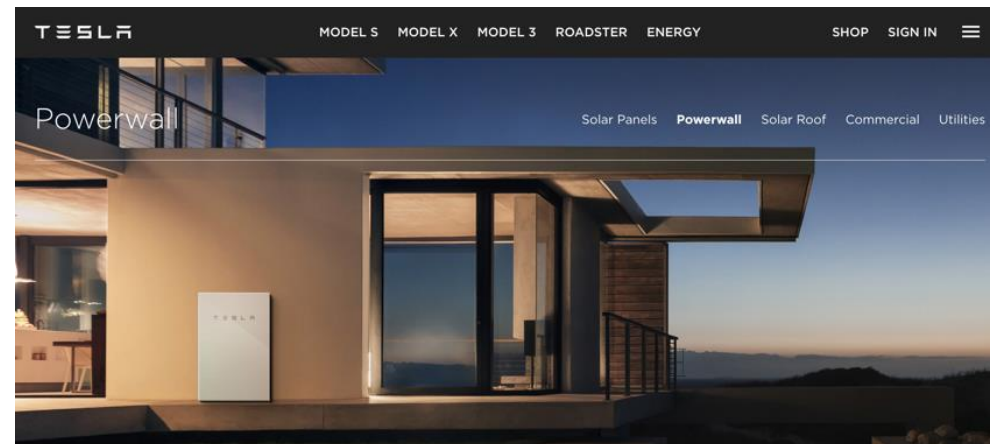 TESLA MODEL S MODEL X MODEL 3 ROADSTER ENERGY SHOP SIGN IN
Powerwall Solar Panels Powerwall Solar Roof Commercial Utilities
TESLA